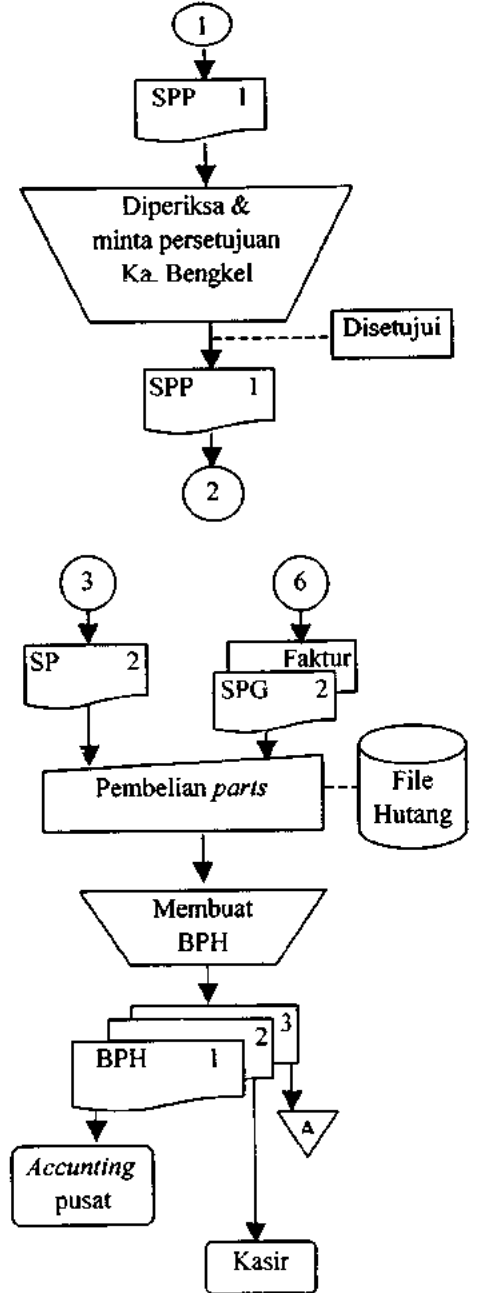 1
SPP 1
Diperiksa &
minta persetujuan
Ka. Bengkel
Disetujui
SPP 1
2
3
6
SP 2
Faktur
SPG 2
Pembelian parts
File
Hutang
Membuat
BPH
3
2
BPH 1
A
Accunting
pusat
Kasir